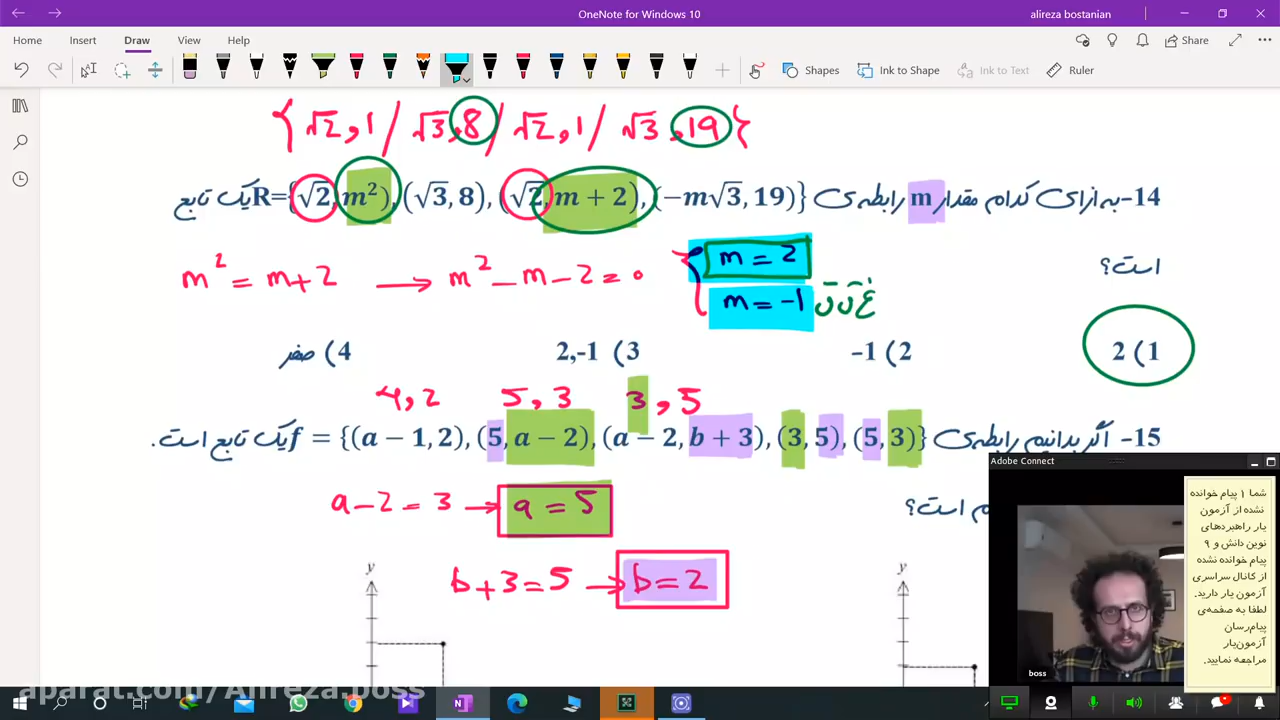 OneNote for Windows 10
alireza bostanian
Home Insert Draw View Help
Share
Shapes Ink to Shape Ink to Text Ruler
{ √2 , 1 / √3 , 8 / √2 , 1 / √3 , 19 }
14- به ازای کدام مقدار m رابطه‌ی R={(√2, m²), (√3, 8), (√2, m + 2), (−m√3, 19)} یک تابع
است؟
m² = m+2 → m² − m − 2 = 0
m = 2
m = −1 غ ق ق
1) 2
2) -1
3) 2,-1
4) صفر
4,2 5,3 3,5
15- اگر بدانیم رابطه‌ی f = {(a − 1, 2), (5, a − 2), (a − 2, b + 3), (3, 5), (5, 3)} یک تابع است.
a − 2 = 3 → a = 5
م است؟
b + 3 = 5 → b = 2
y
y
Adobe Connect
شما 1 پیام خوانده
نشده از آزمون
یار راهبردهای
نوین دانش و 9
پیام خوانده نشده
از کانال سراسری
آزمون یار دارید.
لطفا به صفحه‌ی
پیام‌رسان
آزمون‌یار
مراجعه نمایید.
boss
aparat.com/Alireza.boss